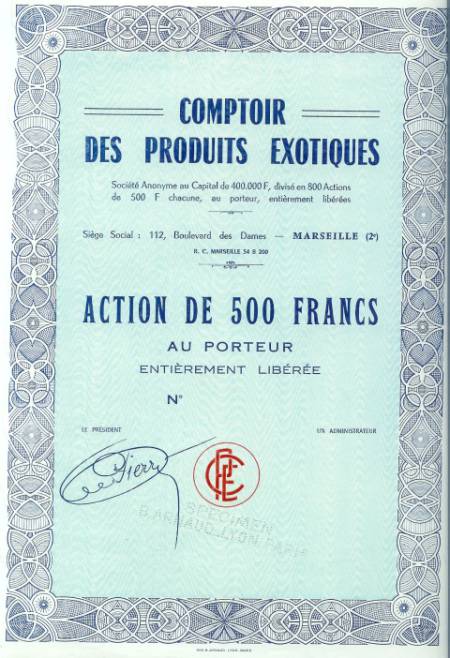 COMPTOIR
DES PRODUITS EXOTIQUES
Société Anonyme au Capital de 400.000 F, divisé en 800 Actions
de 500 F chacune, au porteur, entièrement libérées
Siège Social : 112, Boulevard des Dames — MARSEILLE (2e)
R. C. MARSEILLE 54 B 200
ACTION DE 500 FRANCS
AU PORTEUR
ENTIÈREMENT LIBÉRÉE
N°
LE PRÉSIDENT
UN ADMINISTRATEUR
SPECIMEN
B. ARNAUD_LYON_PARIS